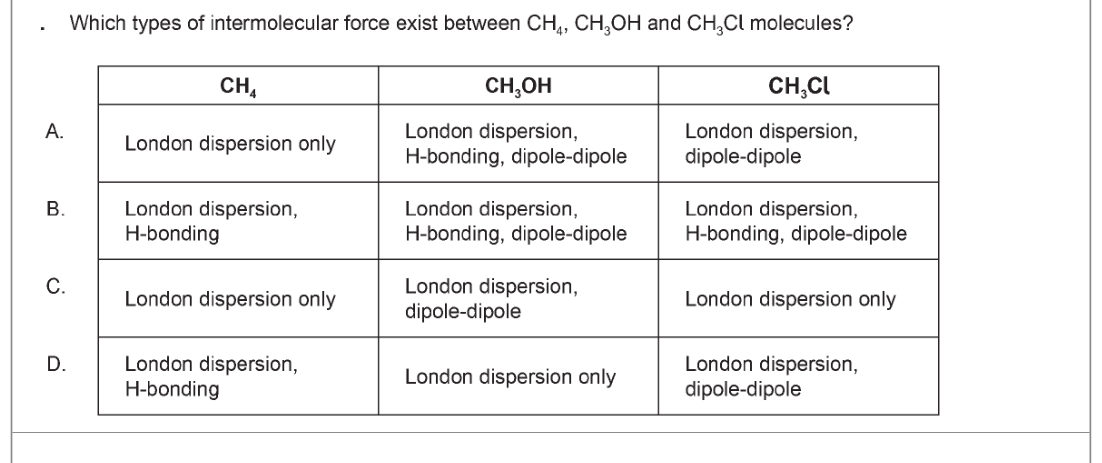 . Which types of intermolecular force exist between CH₄, CH₃OH and CH₃Cl molecules?
CH₄ CH₃OH CH₃Cl
A. London dispersion only London dispersion, H-bonding, dipole-dipole London dispersion, dipole-dipole
B. London dispersion, H-bonding London dispersion, H-bonding, dipole-dipole London dispersion, H-bonding, dipole-dipole
C. London dispersion only London dispersion, dipole-dipole London dispersion only
D. London dispersion, H-bonding London dispersion only London dispersion, dipole-dipole